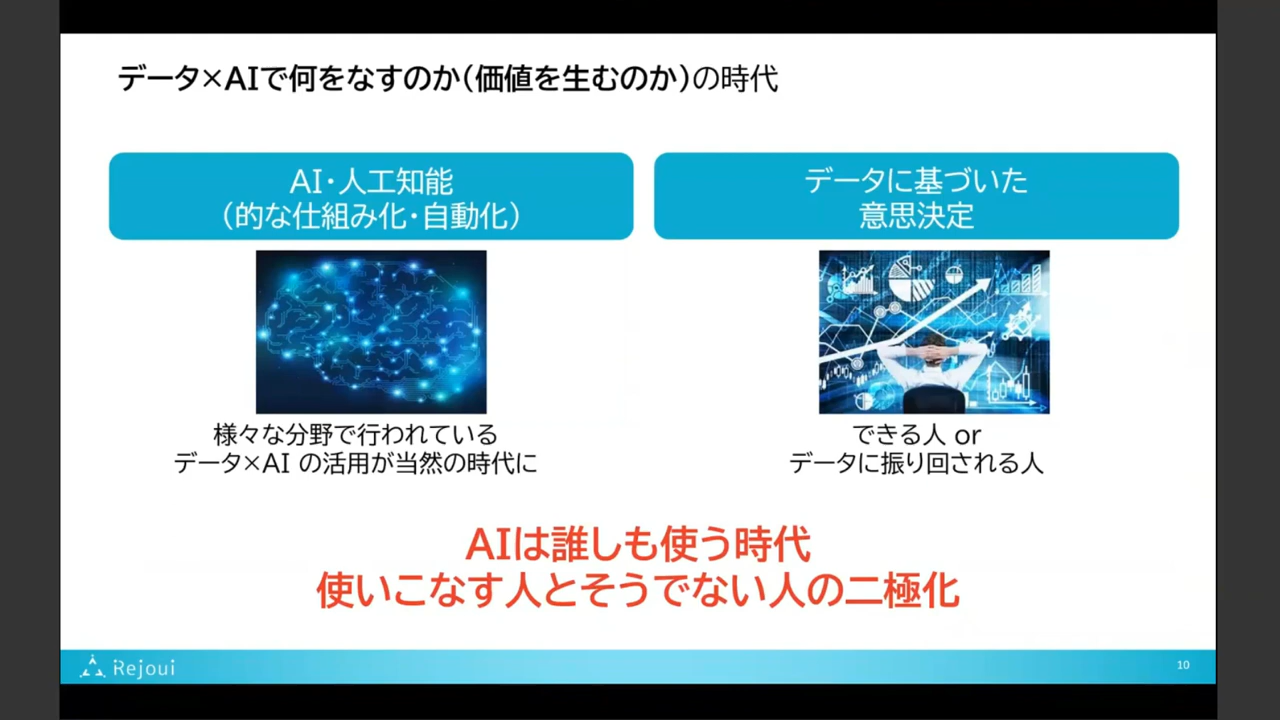 データ×AIで何をなすのか(価値を生むのか)の時代
AI・人工知能
(的な仕組み化・自動化)
データに基づいた
意思決定
様々な分野で行われている
データ×AI の活用が当然の時代に
できる人 or
データに振り回される人
AIは誰しも使う時代
使いこなす人とそうでない人の二極化
Rejoui
10